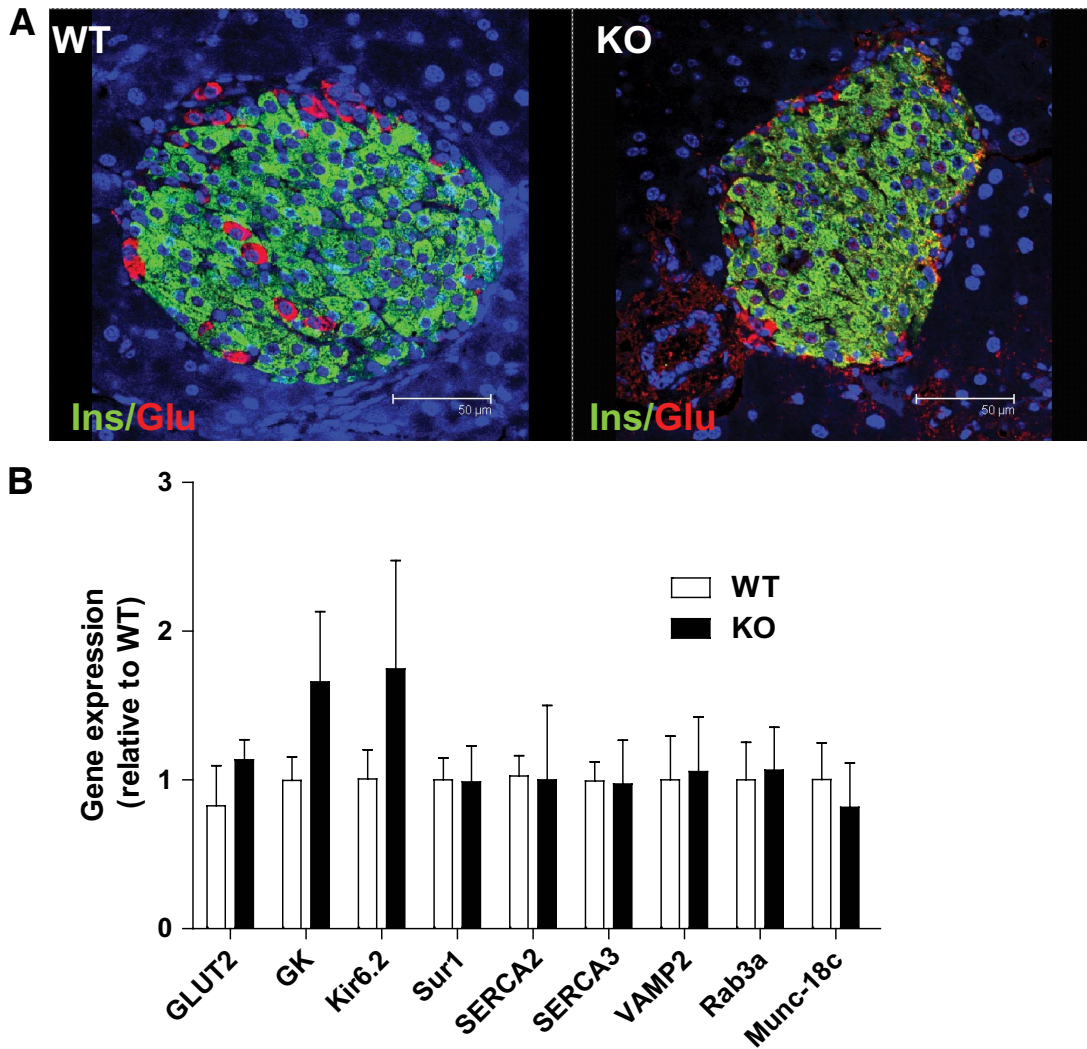 A
WT
KO
Ins/Glu
50 μm
Ins/Glu
50 μm
B
Gene expression
(relative to WT)
3
2
1
0
WT
KO
GLUT2
GK
Kir6.2
Sur1
SERCA2
SERCA3
VAMP2
Rab3a
Munc-18c